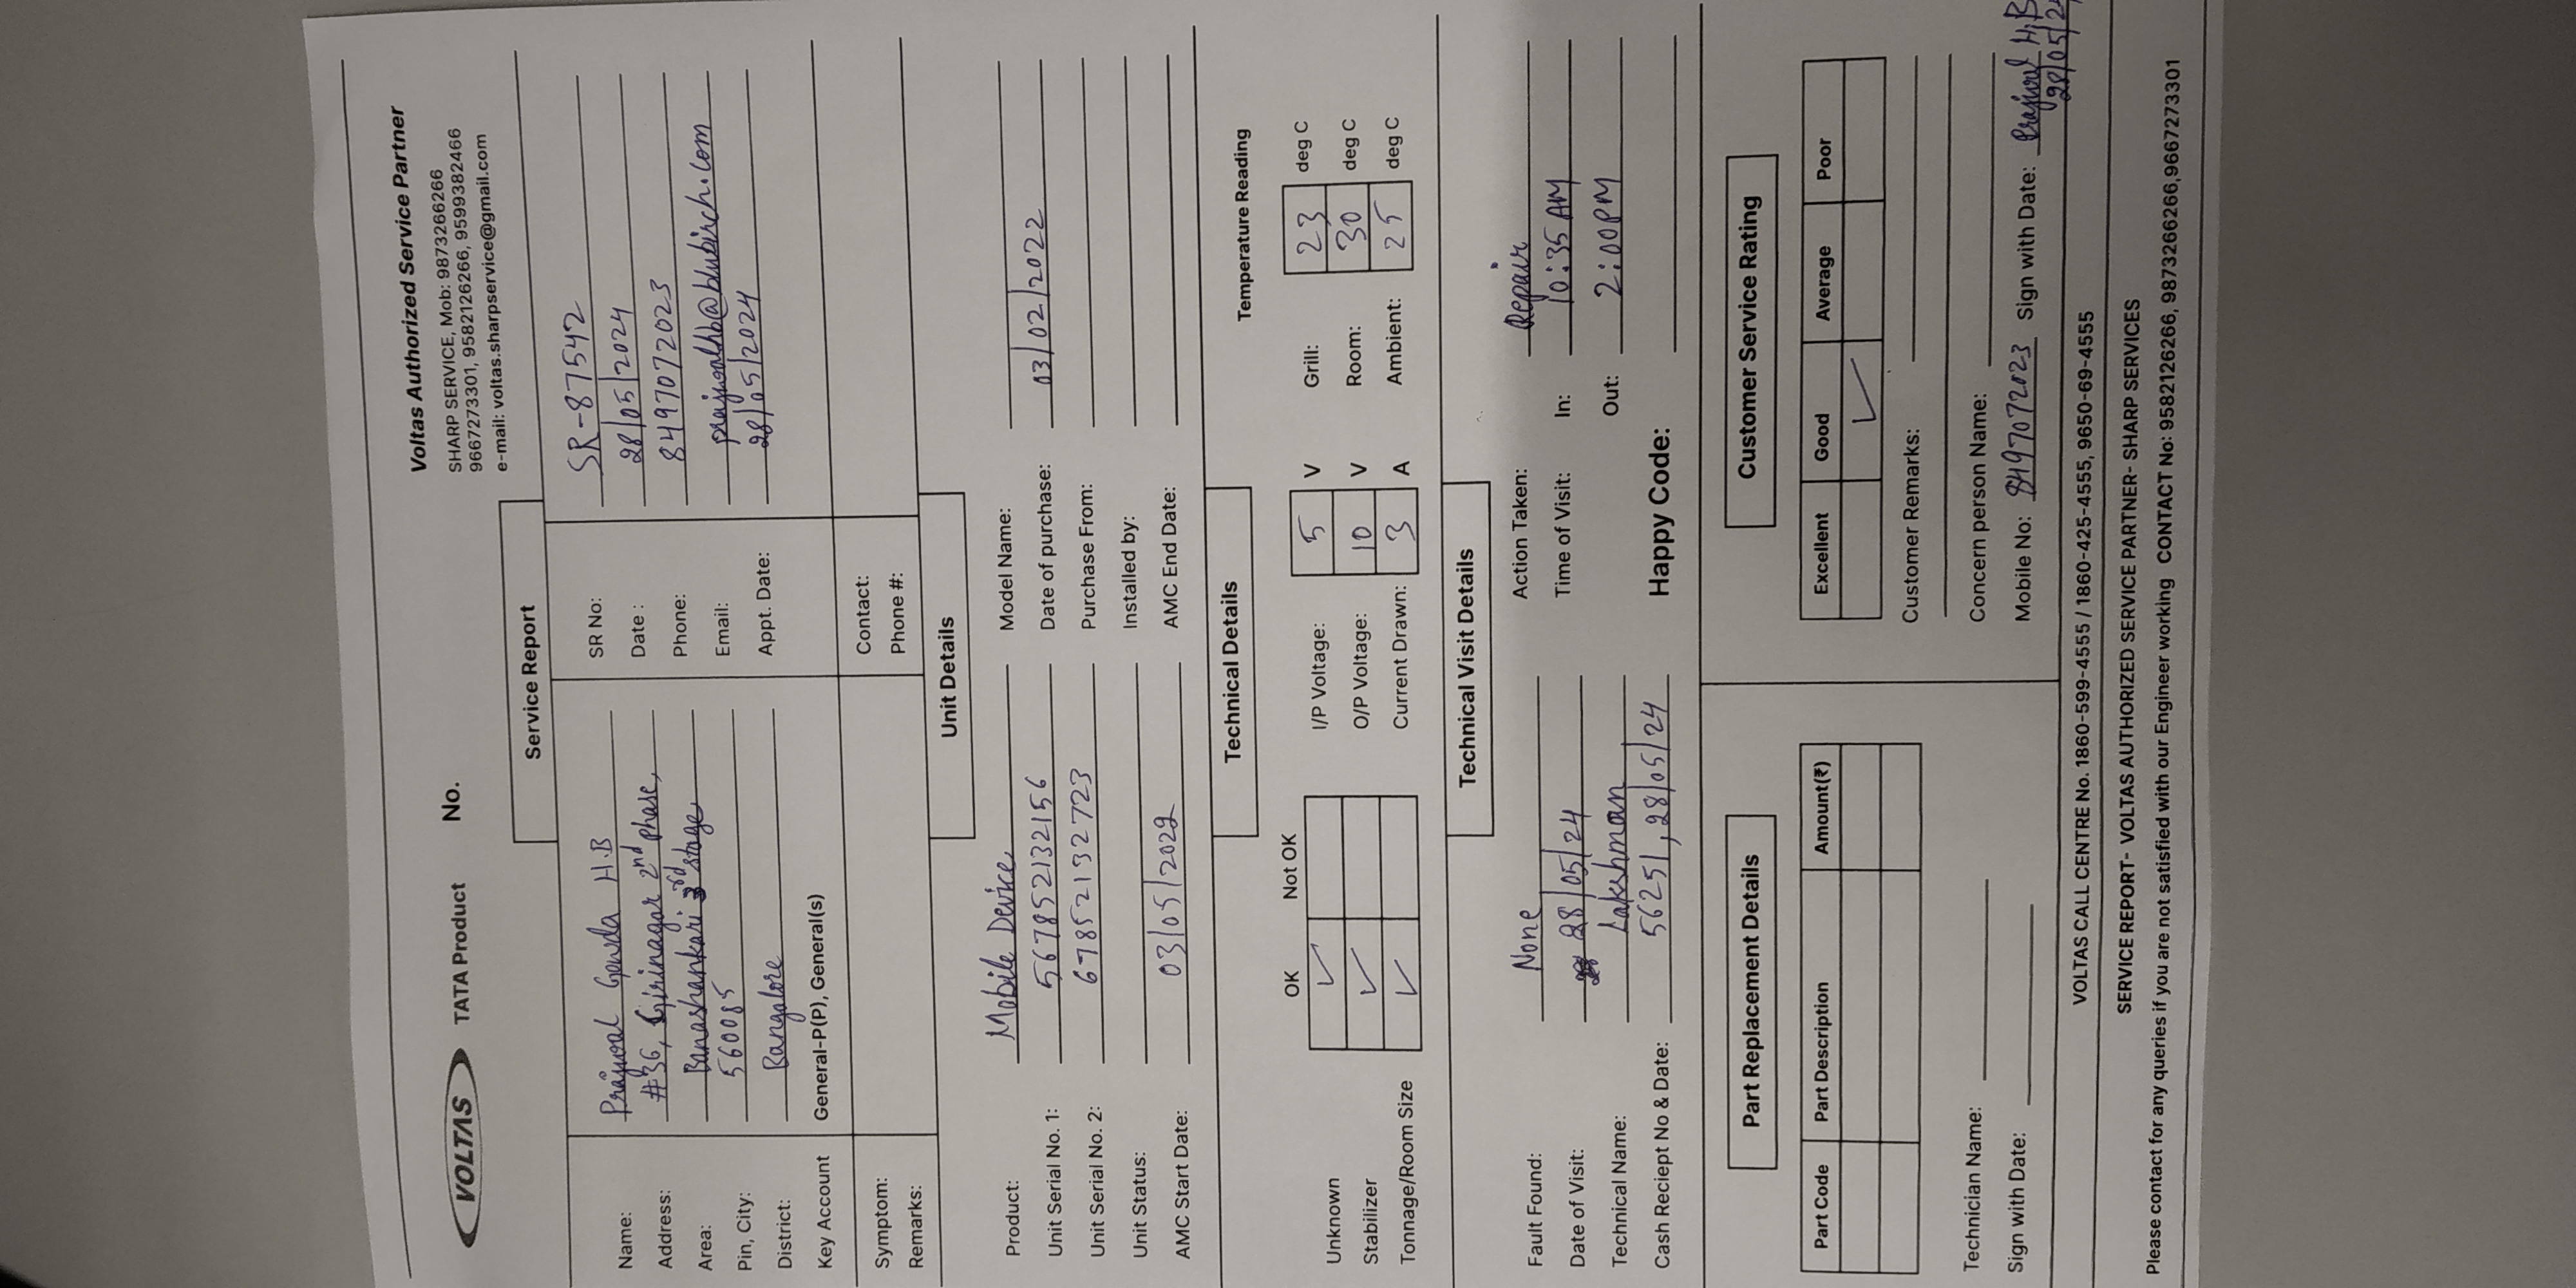 VOLTAS TATA Product No. Voltas Authorized Service Partner
SHARP SERVICE, Mob: 9873266266
9667273301, 9582126266, 9599382466
e-mail: voltas.sharpservice@gmail.com
Service Report
Name: Prajwal Gowda H.B SR No: SR-87542
Address: #36, Girinagar 2nd phase, Date : 28/05/2024
Area: Banashankari 3rd stage Phone: 8497072023
Pin, City: 560085 Email: prajwalhb@blubirch.com
District: Bangalore Appt. Date: 28/05/2024
Key Account General-P(P), General(s)
Symptom: Contact:
Remarks: Phone #:
Unit Details
Product: Mobile Device Model Name:
Unit Serial No. 1: 567852132156 Date of purchase: 03/02/2022
Unit Serial No. 2: 67852132723 Purchase From:
Unit Status: Installed by:
AMC Start Date: 03/05/2022 AMC End Date:
Technical Details
Temperature Reading
OK Not OK
Unknown ✓ I/P Voltage: 5 V Grill: 23 deg C
Stabilizer ✓ O/P Voltage: 10 V Room: 30 deg C
Tonnage/Room Size ✓ Current Drawn: 3 A Ambient: 25 deg C
Technical Visit Details
Fault Found: None Action Taken: Repair
Date of Visit: 28/05/24 Time of Visit: In: 10:35 AM
Technical Name: Lakshman Out: 2:00PM
Cash Reciept No & Date: 56251, 28/05/24 Happy Code:
Part Replacement Details Customer Service Rating
Part Code Part Description Amount(₹) Excellent Good Average Poor
✓
Customer Remarks:
Technician Name: Concern person Name:
Sign with Date: Mobile No: 8497072023 Sign with Date: Prajwal H.B
28/05/24
VOLTAS CALL CENTRE No. 1860-599-4555 / 1860-425-4555, 9650-69-4555
SERVICE REPORT- VOLTAS AUTHORIZED SERVICE PARTNER- SHARP SERVICES
Please contact for any queries if you are not satisfied with our Engineer working CONTACT No: 9582126266, 9873266266,9667273301